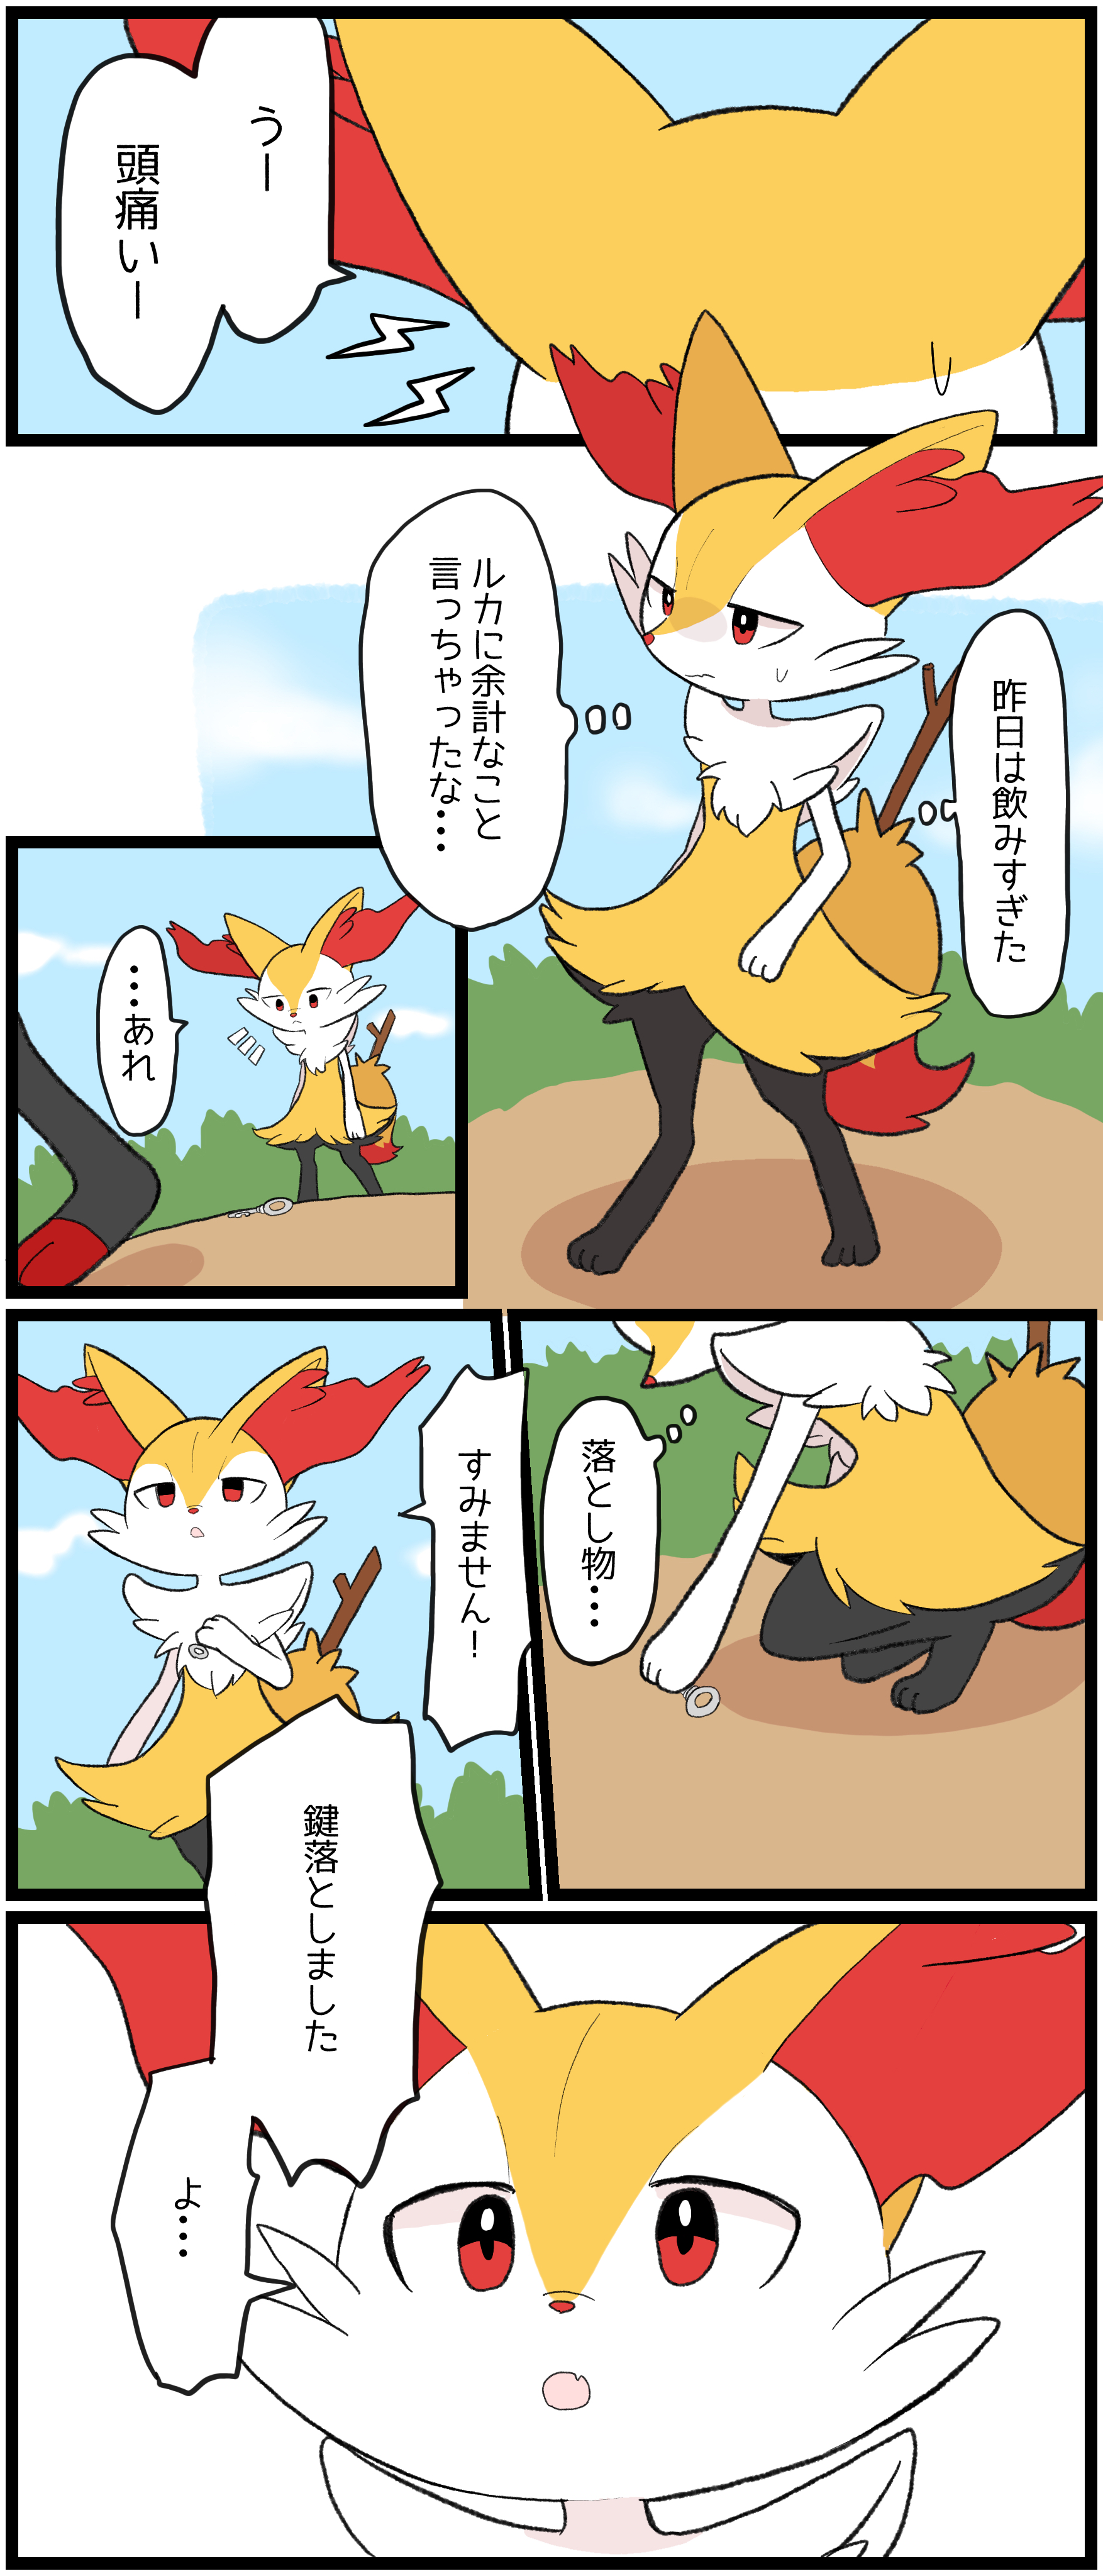 うー
頭痛いー
昨日は飲みすぎた
ルカに余計なこと
言っちゃったな…
…あれ
落とし物…
すみません！
鍵落としました
よ…